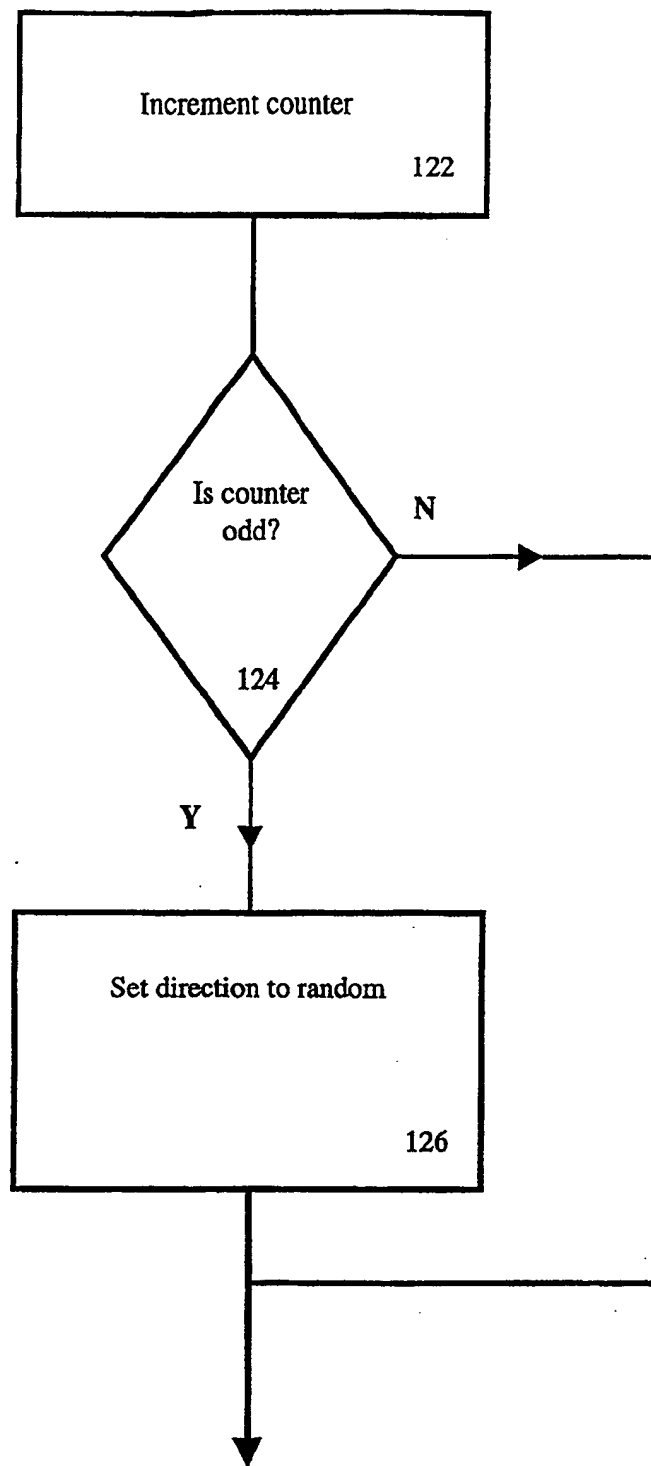 Increment counter
122
Is counter
odd?
N
124
Y
Set direction to random
126